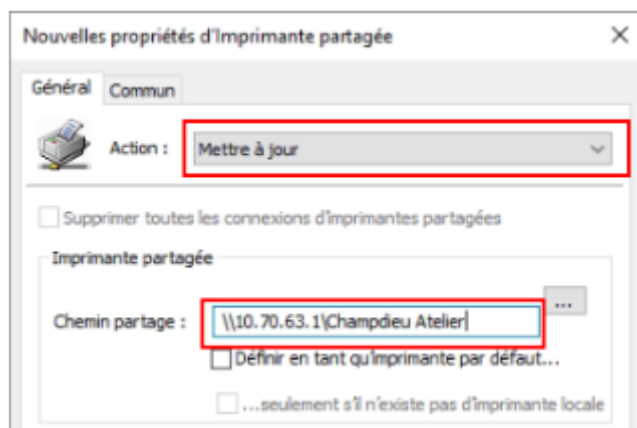 Nouvelles propriétés d'Imprimante partagée
Général Commun
Action : Mettre à jour
Supprimer toutes les connexions d'imprimantes partagées
Imprimante partagée
...
Chemin partage : \\10.70.63.1\Champdieu Atelier
Définir en tant qu'imprimante par défaut...
...seulement s'il n'existe pas d'imprimante locale